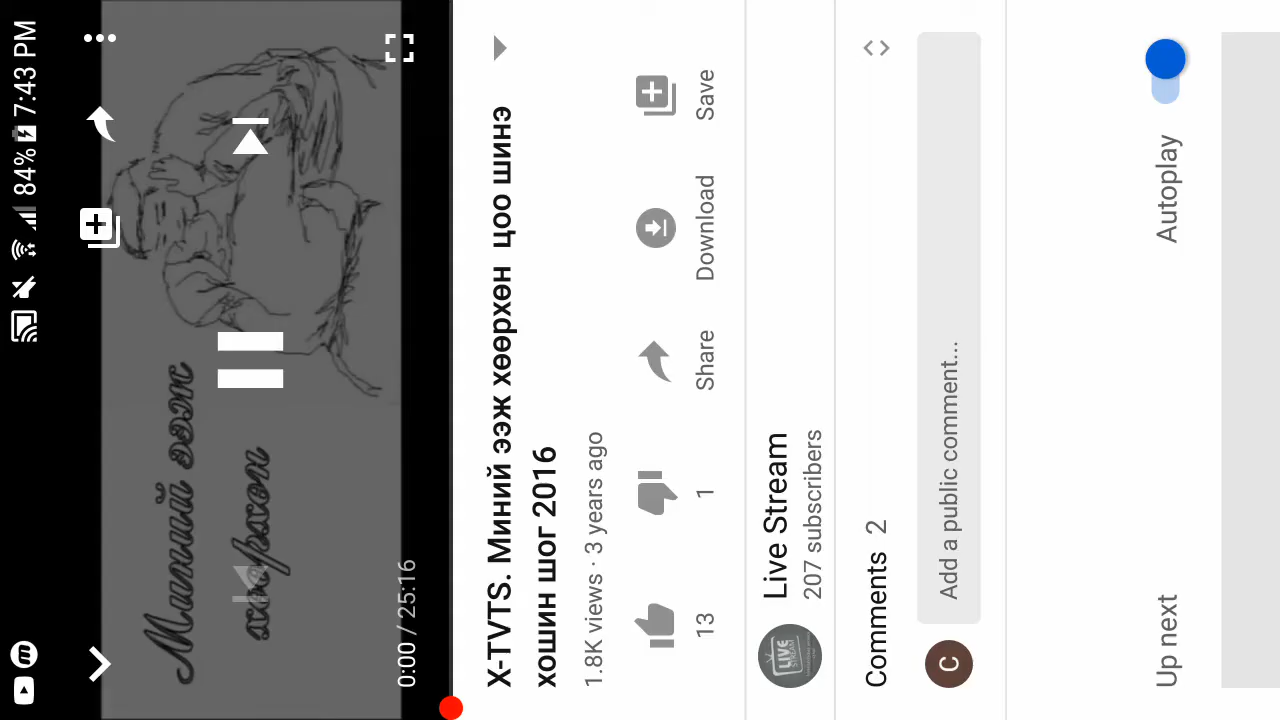 84% 7:43 PM
Миний ээж
хөөрхөн
0:00 / 25:16
X-TVTS. Миний ээж хөөрхөн цоо шинэ
хошин шог 2016
1.8K views · 3 years ago
13
1
Share
Download
Save
LIVE
STREAM
Live Stream
207 subscribers
Comments 2
C
Add a public comment...
Up next
Autoplay